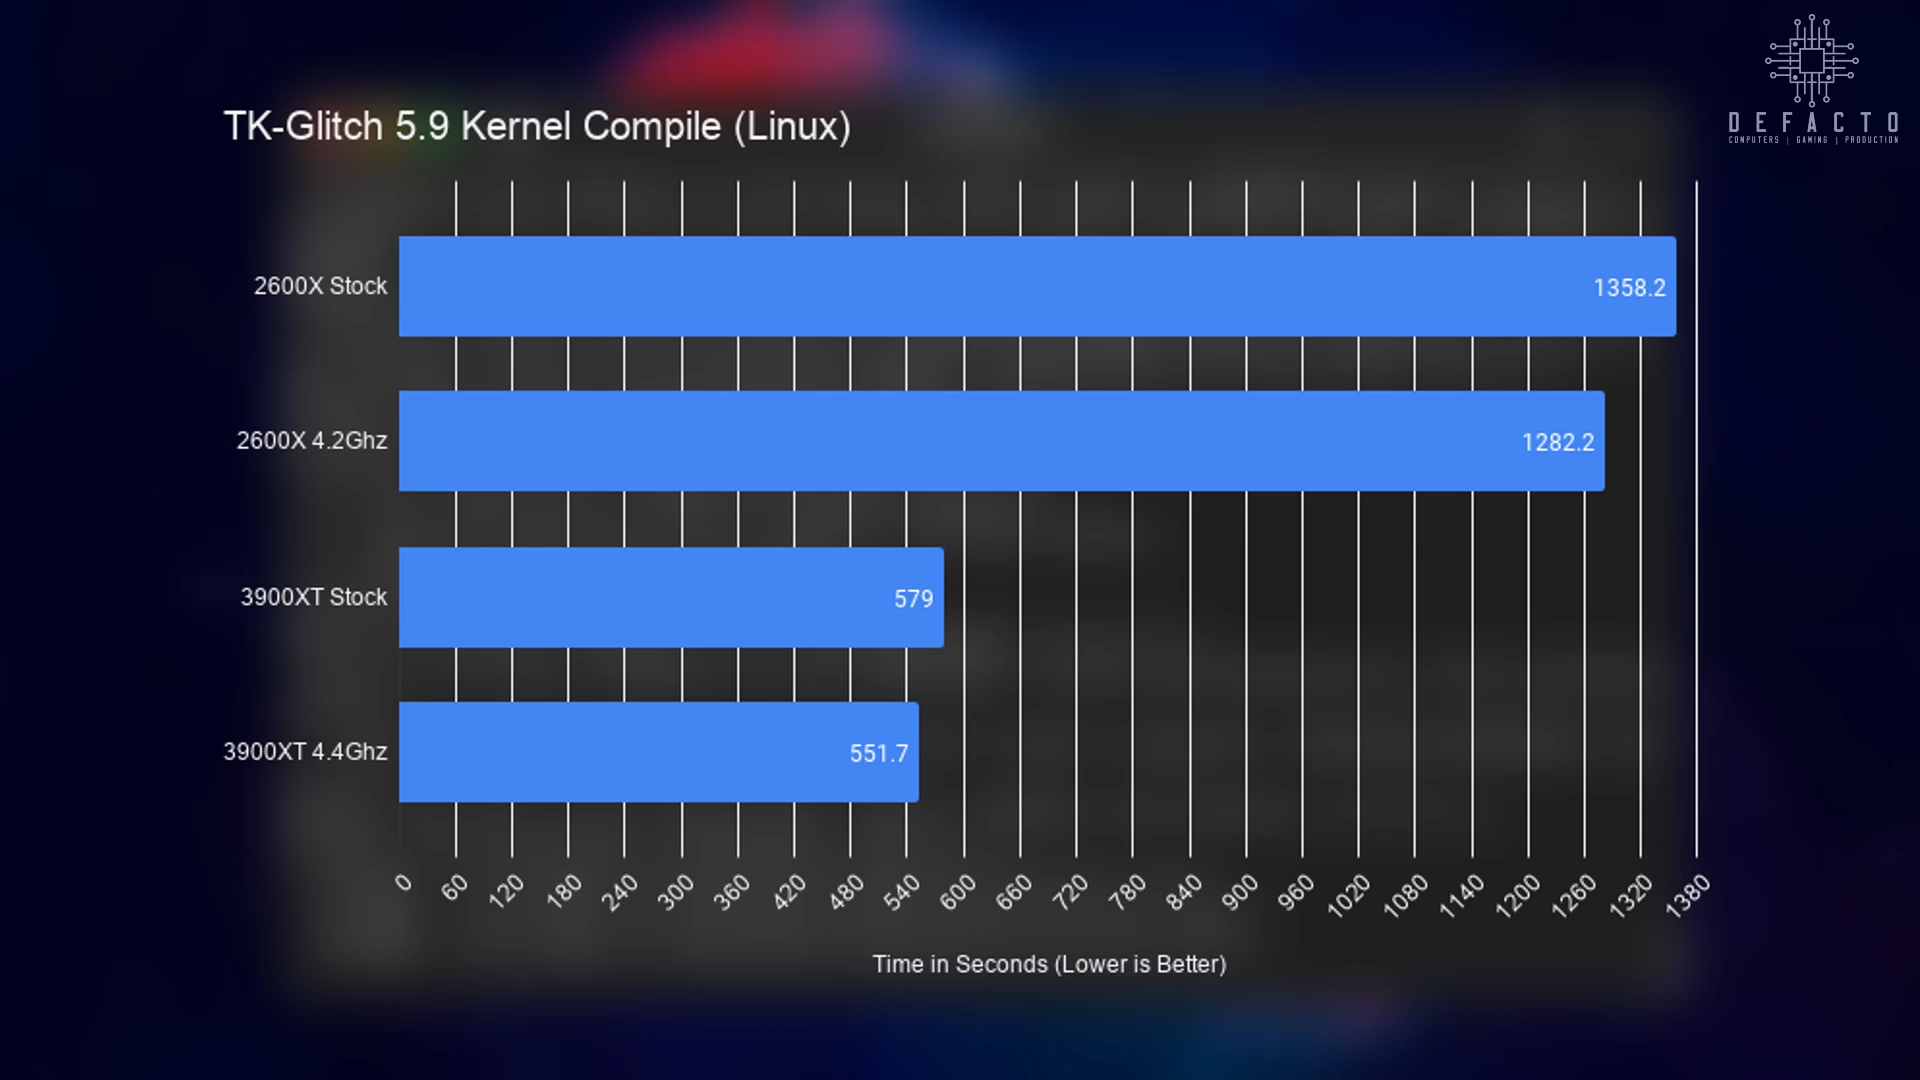 DEFACTO
COMPUTERS | GAMING | PRODUCTION
TK-Glitch 5.9 Kernel Compile (Linux)
2600X Stock
1358.2
2600X 4.2Ghz
1282.2
3900XT Stock
579
3900XT 4.4Ghz
551.7
0 60 120 180 240 300 360 420 480 540 600 660 720 780 840 900 960 1020 1080 1140 1200 1260 1320 1380
Time in Seconds (Lower is Better)